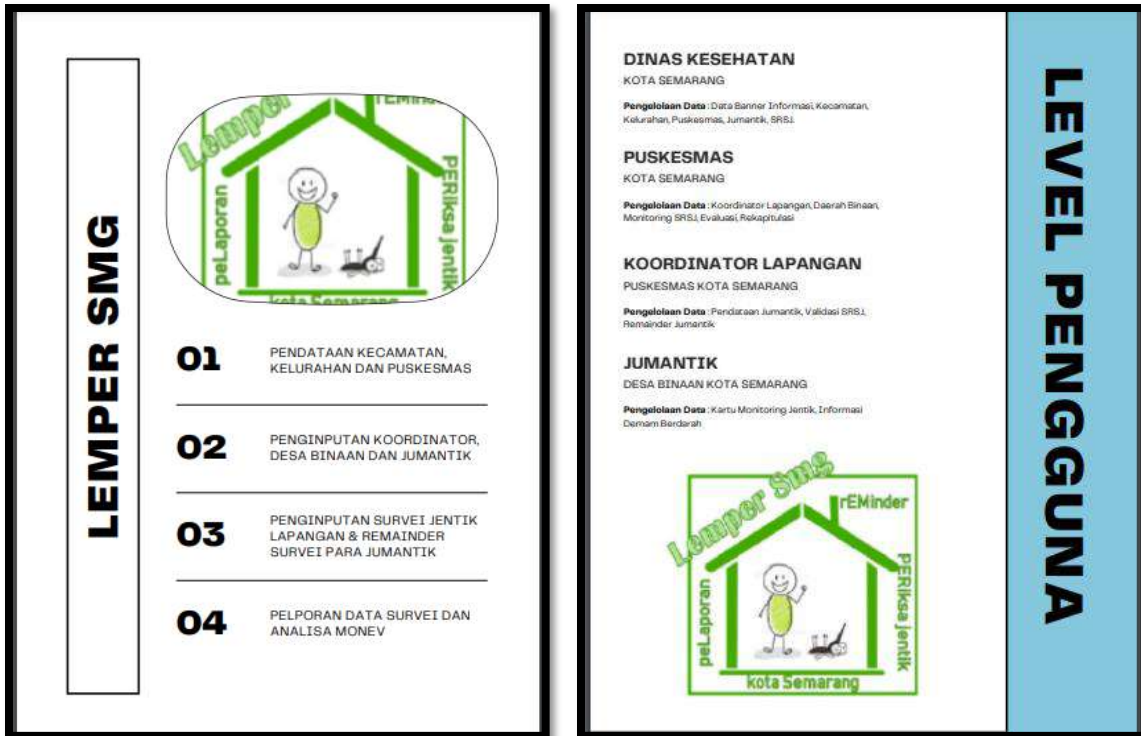 LEMPER SMG
Lemper
rEMinder
peLaporan
PERiksa jentik
kota Semarang
01
PENDATAAN KECAMATAN,
KELURAHAN DAN PUSKESMAS
02
PENGINPUTAN KOORDINATOR,
DESA BINAAN DAN JUMANTIK
03
PENGINPUTAN SURVEI JENTIK
LAPANGAN & REMAINDER
SURVEI PARA JUMANTIK
04
PELPORAN DATA SURVEI DAN
ANALISA MONEV
DINAS KESEHATAN
KOTA SEMARANG
Pengelolaan Data : Data Banner Informasi, Kecamatan,
Kelurahan, Puskesmas, Jumantik, SRSJ.
PUSKESMAS
KOTA SEMARANG
Pengelolaan Data : Koordinator Lapangan, Daerah Binaan,
Monitoring SRSJ, Evaluasi, Rekapitulasi
KOORDINATOR LAPANGAN
PUSKESMAS KOTA SEMARANG
Pengelolaan Data : Pendataan Jumantik, Validasi SRSJ,
Remainder Jumantik
JUMANTIK
DESA BINAAN KOTA SEMARANG
Pengelolaan Data : Kartu Monitoring Jentik, Informasi
Demam Berdarah
Lemper Smg
rEMinder
peLaporan
PERiksa jentik
kota Semarang
LEVEL PENGGUNA